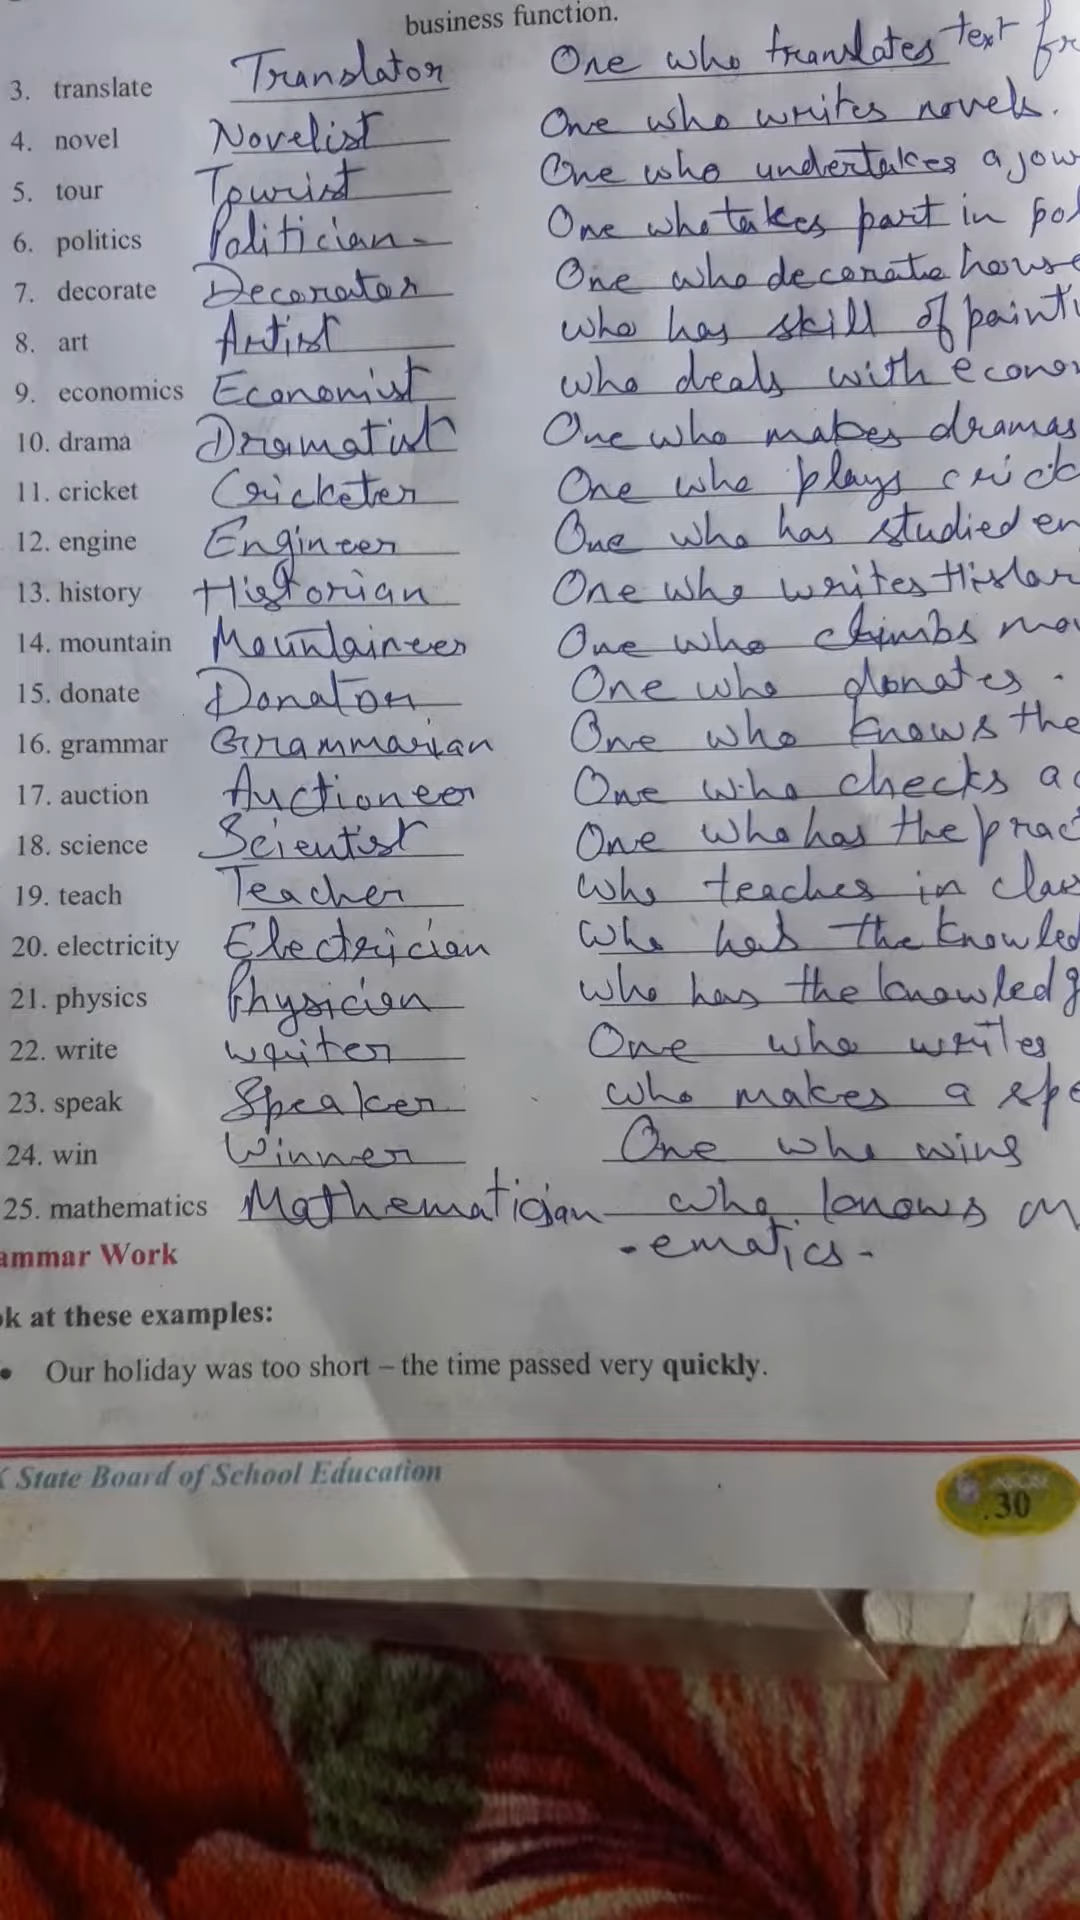 business function.
3. translate Translator One who translates text
4. novel Novelist One who writes novels.
5. tour Tourist One who undertakes a
6. politics Politician - One who takes part in
7. decorate Decorator One who decorate
8. art Artist who has skill of
9. economics Economist who deals with
10. drama Dramatist One who makes dramas
11. cricket Cricketer One who plays
12. engine Engineer One who has studied
13. history Historian One who writes
14. mountain Mountaineer One who climbs
15. donate Donator One who donates.
16. grammar Grammarian One who knows the
17. auction Auctioneer One who checks
18. science Scientist One who has the
19. teach Teacher who teaches in
20. electricity Electrician who has the
21. physics Physician who has the
22. write writer One who writes
23. speak Speaker who makes a
24. win Winner One who wins
25. mathematics Mathematician who knows
-ematics-
ammar Work
ok at these examples:
• Our holiday was too short – the time passed very quickly.
State Board of School Education
30